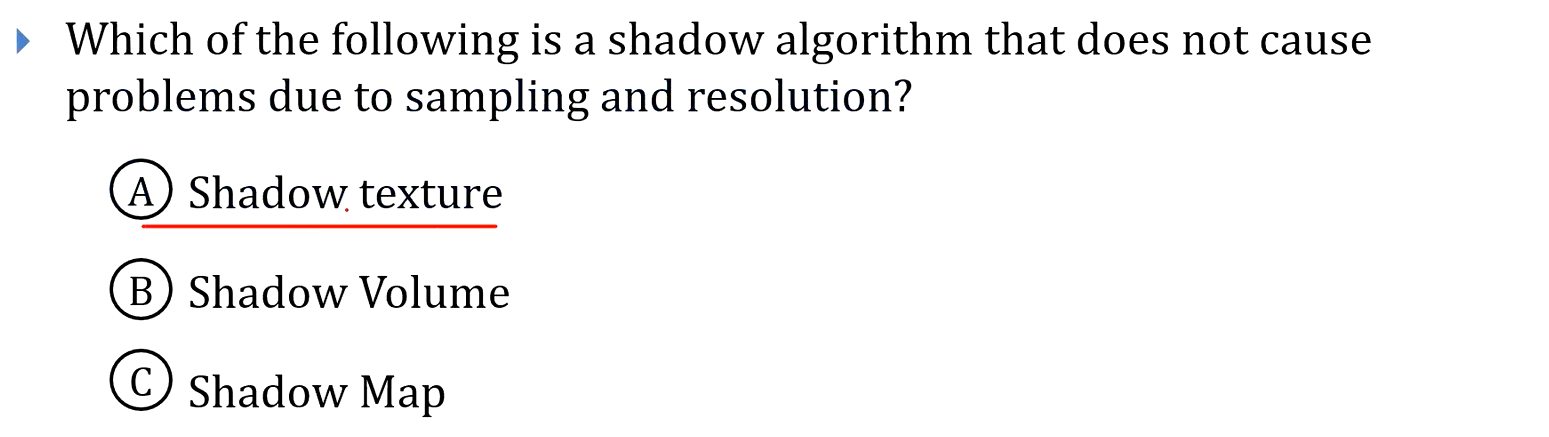 Which of the following is a shadow algorithm that does not cause
problems due to sampling and resolution?
A Shadow texture
B Shadow Volume
C Shadow Map